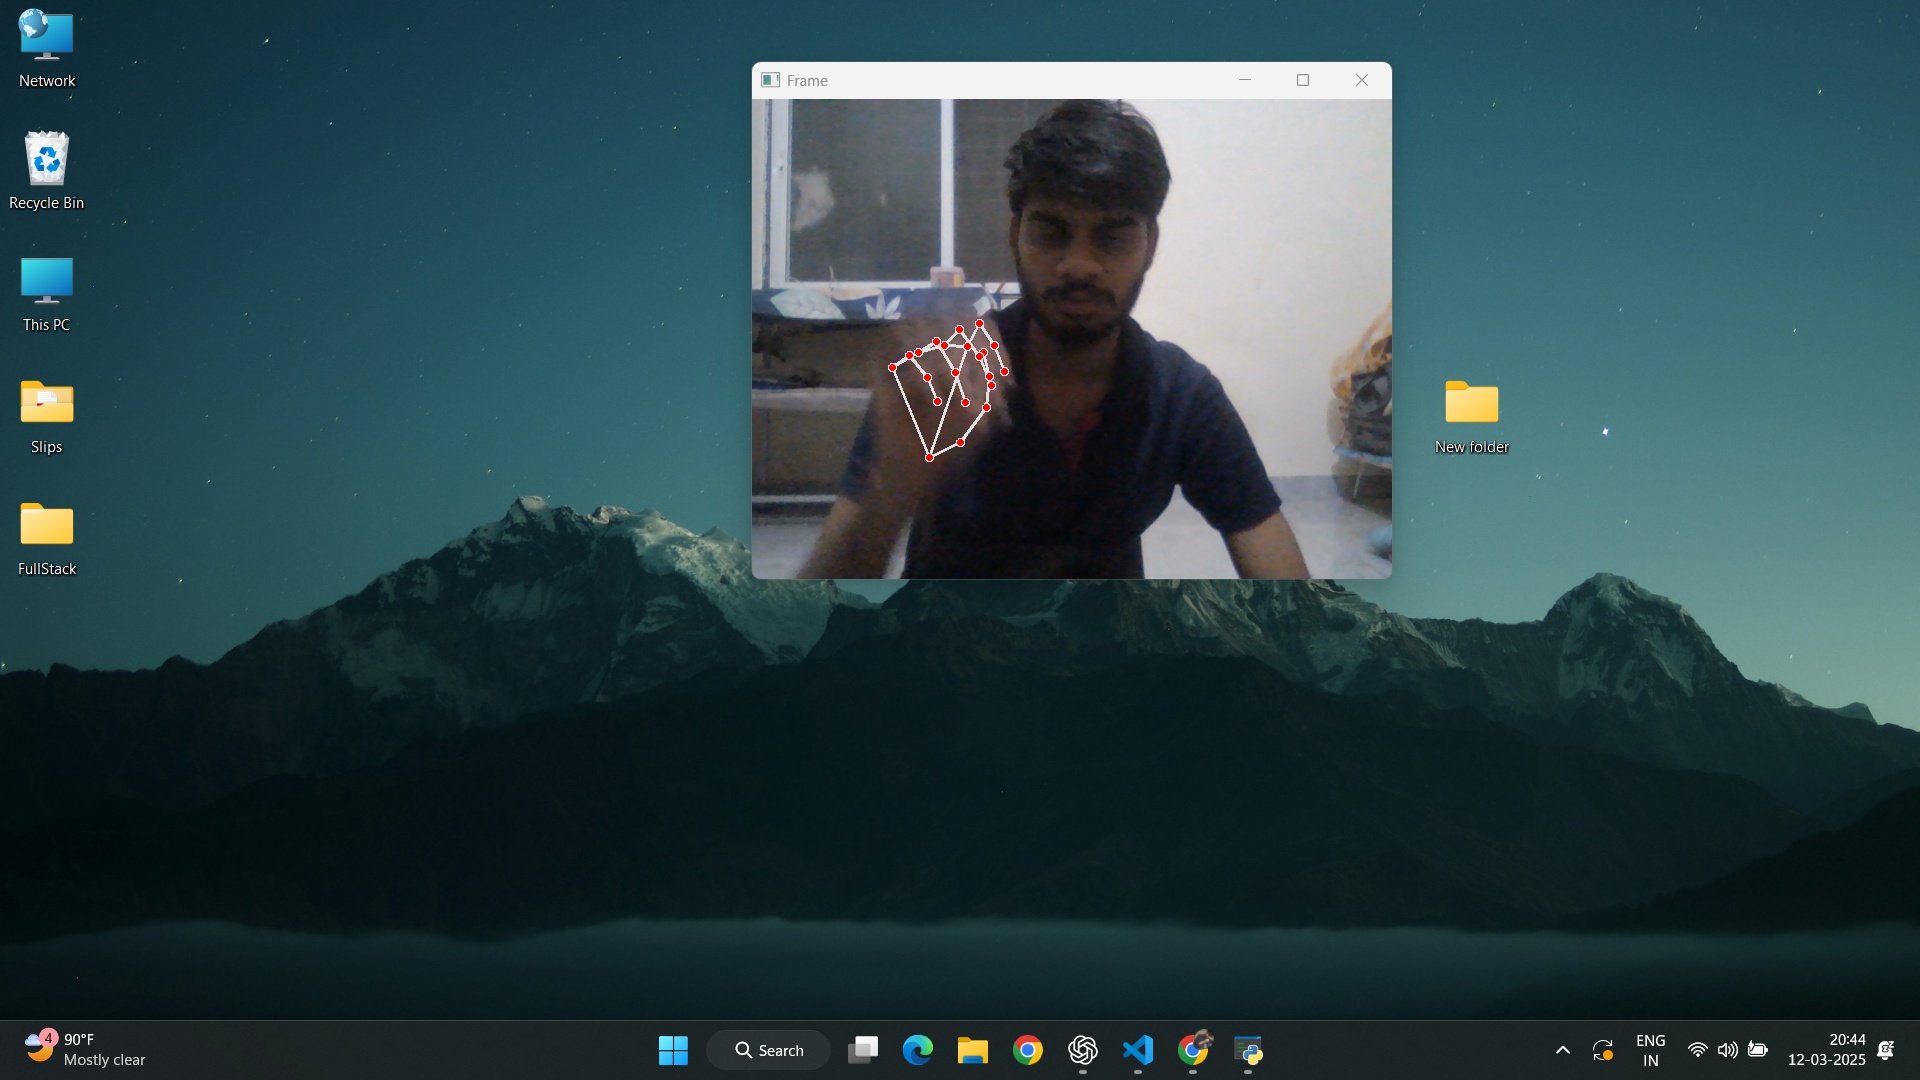 Network
Recycle Bin
This PC
Slips
FullStack
Frame
New folder
4
90°F
Mostly clear
Search
ENG
IN
20:44
12-03-2025